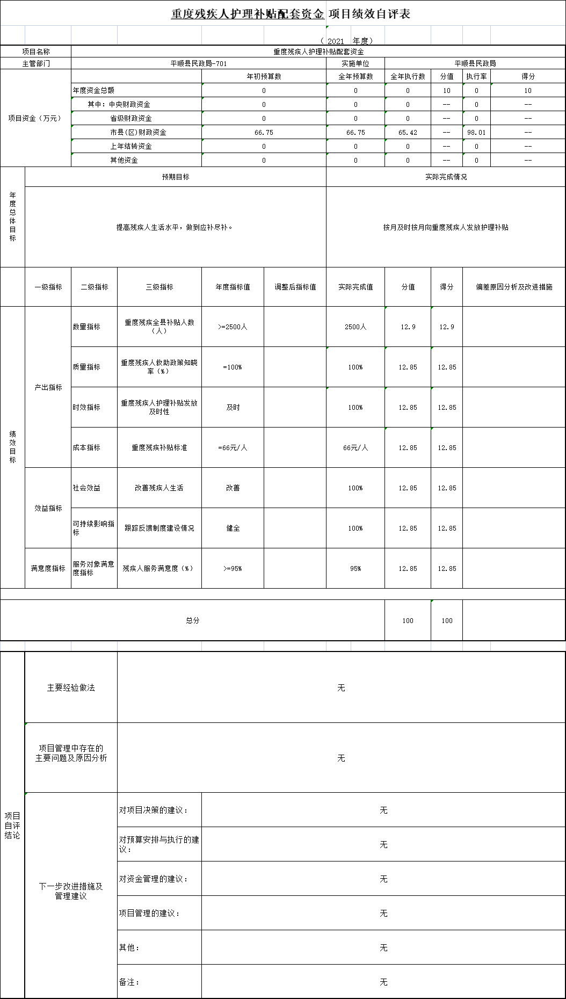 重度残疾人护理补贴配套资金 项目绩效自评表
（ 2021 年度）
项目名称 重度残疾人护理补贴配套资金
主管部门 平顺县民政局-701 实施单位 平顺县民政局
项目资金（万元） 年初预算数 全年预算数 全年执行数 分值 执行率 得分
年度资金总额 0 0 0 10 0 10
其中：中央财政资金 0 0 0 -- 0 --
省级财政资金 0 0 0 -- 0 --
市县(区)财政资金 66.75 66.75 65.42 -- 98.01 --
上年结转资金 0 0 0 -- 0 --
其他资金 0 0 0 -- 0 --
年度总体目标 预期目标 实际完成情况
提高残疾人生活水平，做到应补尽补。 按月及时按月向重度残疾人发放护理补贴
一级指标 二级指标 三级指标 年度指标值 调整后指标值 实际完成值 分值 得分 偏差原因分析及改进措施
绩效目标
产出指标
数量指标 重度残疾全县补贴人数
（人） >=2500人 2500人 12.9 12.9
质量指标 重度残疾人救助政策知晓
率（%） =100% 100% 12.85 12.85
时效指标 重度残疾人护理补贴发放
及时性 及时 100% 12.85 12.85
成本指标 重度残疾补贴标准 =66元/人 66元/人 12.85 12.85
效益指标
社会效益 改善残疾人生活 改善 100% 12.85 12.85
可持续影响指
标 跟踪反馈制度建设情况 健全 100% 12.85 12.85
满意度指标 服务对象满意
度指标 残疾人服务满意度（%） >=95% 95% 12.85 12.85
总分 100 100
项目
自评
结论
主要经验做法 无
项目管理中存在的
主要问题及原因分析 无
下一步改进措施及
管理建议
对项目决策的建议： 无
对预算安排与执行的建
议： 无
对资金管理的建议： 无
项目管理的建议： 无
其他： 无
备注： 无